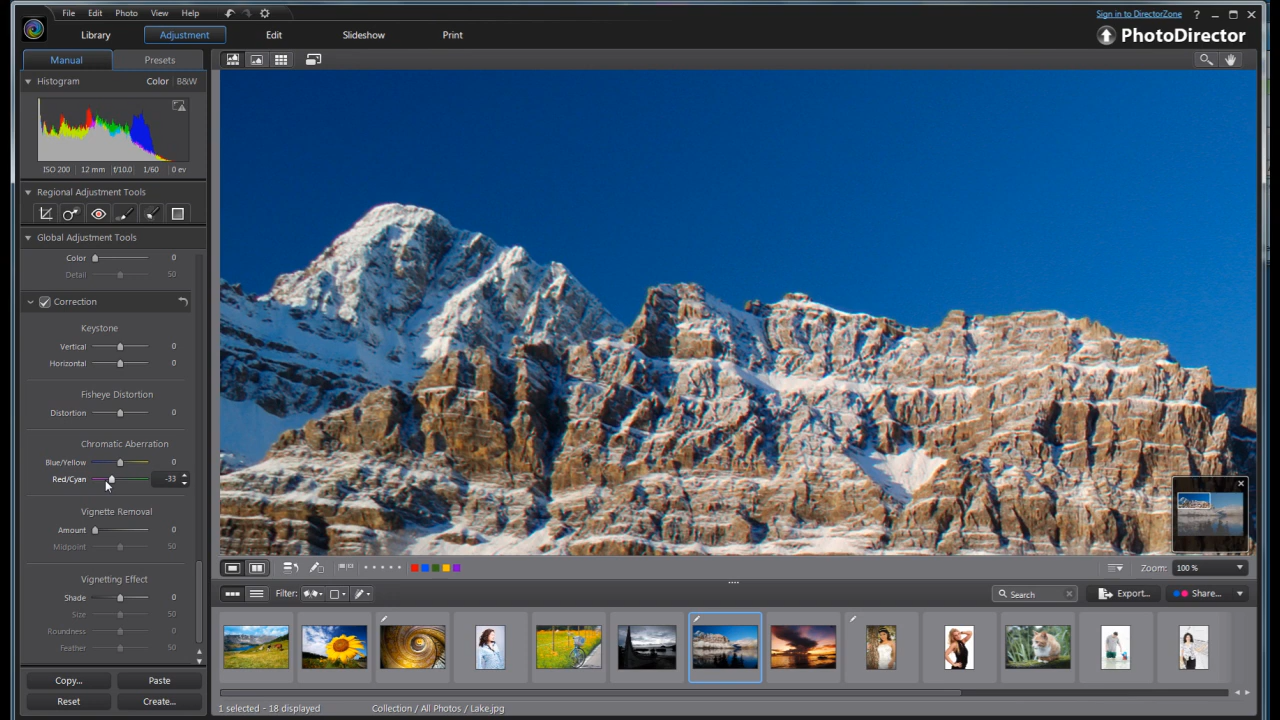 File Edit Photo View Help
Sign in to DirectorZone ?
Library Adjustment Edit Slideshow Print
PhotoDirector
Manual Presets
Histogram Color B&W
ISO 200 12 mm f/10.0 1/60 0 ev
Regional Adjustment Tools
Global Adjustment Tools
Color 0
Detail 50
Correction
Keystone
Vertical 0
Horizontal 0
Fisheye Distortion
Distortion 0
Chromatic Aberration
Blue/Yellow 0
Red/Cyan -33
Vignette Removal
Amount 0
Midpoint 50
Vignetting Effect
Shade 0
Size 50
Roundness 0
Feather 50
Copy... Paste
Reset Create...
Zoom: 100 %
Filter: Search Export... Share...
1 selected - 18 displayed Collection / All Photos / Lake.jpg